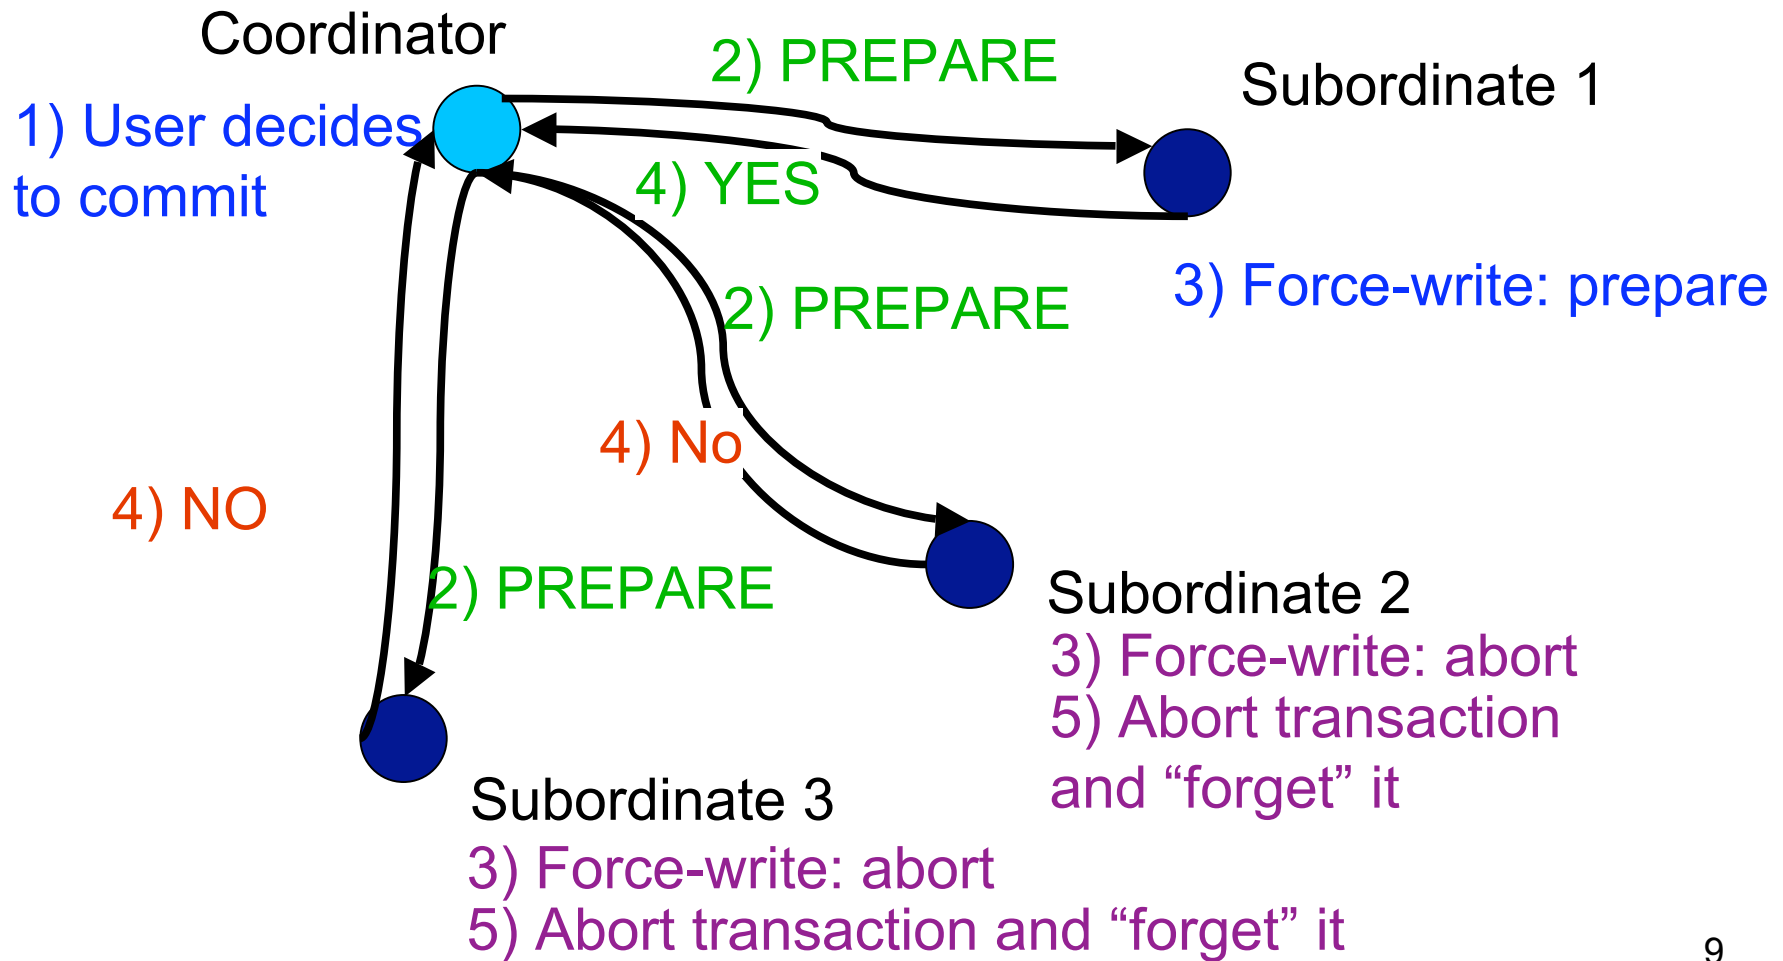 Coordinator
2) PREPARE
Subordinate 1
1) User decides
to commit
4) YES
3) Force-write: prepare
2) PREPARE
4) No
4) NO
2) PREPARE
Subordinate 2
3) Force-write: abort
5) Abort transaction
and “forget” it
Subordinate 3
3) Force-write: abort
5) Abort transaction and “forget” it
9